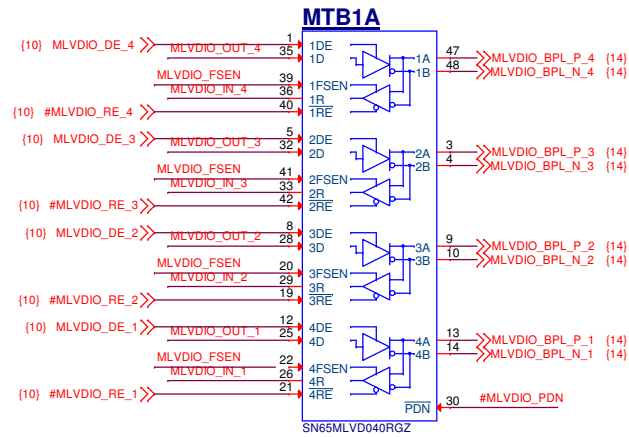 MTB1A
{10} MLVDIO_DE_4 1 1DE
MLVDIO_OUT_4 35 1D 1A 47 MLVDIO_BPL_P_4 {14}
1B 48 MLVDIO_BPL_N_4 {14}
MLVDIO_FSEN 39 1FSEN
MLVDIO_IN_4 36 1R
{10} #MLVDIO_RE_4 40 1RE
{10} MLVDIO_DE_3 5 2DE
MLVDIO_OUT_3 32 2D 2A 3 MLVDIO_BPL_P_3 {14}
2B 4 MLVDIO_BPL_N_3 {14}
MLVDIO_FSEN 41 2FSEN
MLVDIO_IN_3 33 2R
{10} #MLVDIO_RE_3 42 2RE
{10} MLVDIO_DE_2 8 3DE
MLVDIO_OUT_2 28 3D 3A 9 MLVDIO_BPL_P_2 {14}
3B 10 MLVDIO_BPL_N_2 {14}
MLVDIO_FSEN 20 3FSEN
MLVDIO_IN_2 29 3R
{10} #MLVDIO_RE_2 19 3RE
{10} MLVDIO_DE_1 12 4DE
MLVDIO_OUT_1 25 4D 4A 13 MLVDIO_BPL_P_1 {14}
4B 14 MLVDIO_BPL_N_1 {14}
MLVDIO_FSEN 22 4FSEN
MLVDIO_IN_1 26 4R
{10} #MLVDIO_RE_1 21 4RE
PDN 30 #MLVDIO_PDN
SN65MLVD040RGZ